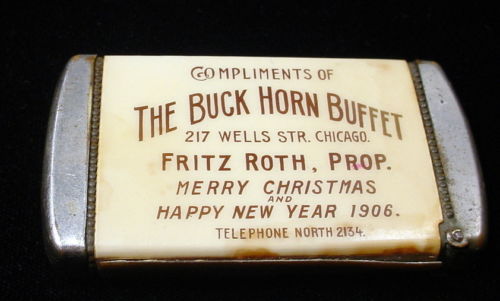 COMPLIMENTS OF
THE BUCK HORN BUFFET
217 WELLS STR. CHICAGO.
FRITZ ROTH, PROP.
MERRY CHRISTMAS
AND
HAPPY NEW YEAR 1906.
TELEPHONE NORTH 2134.